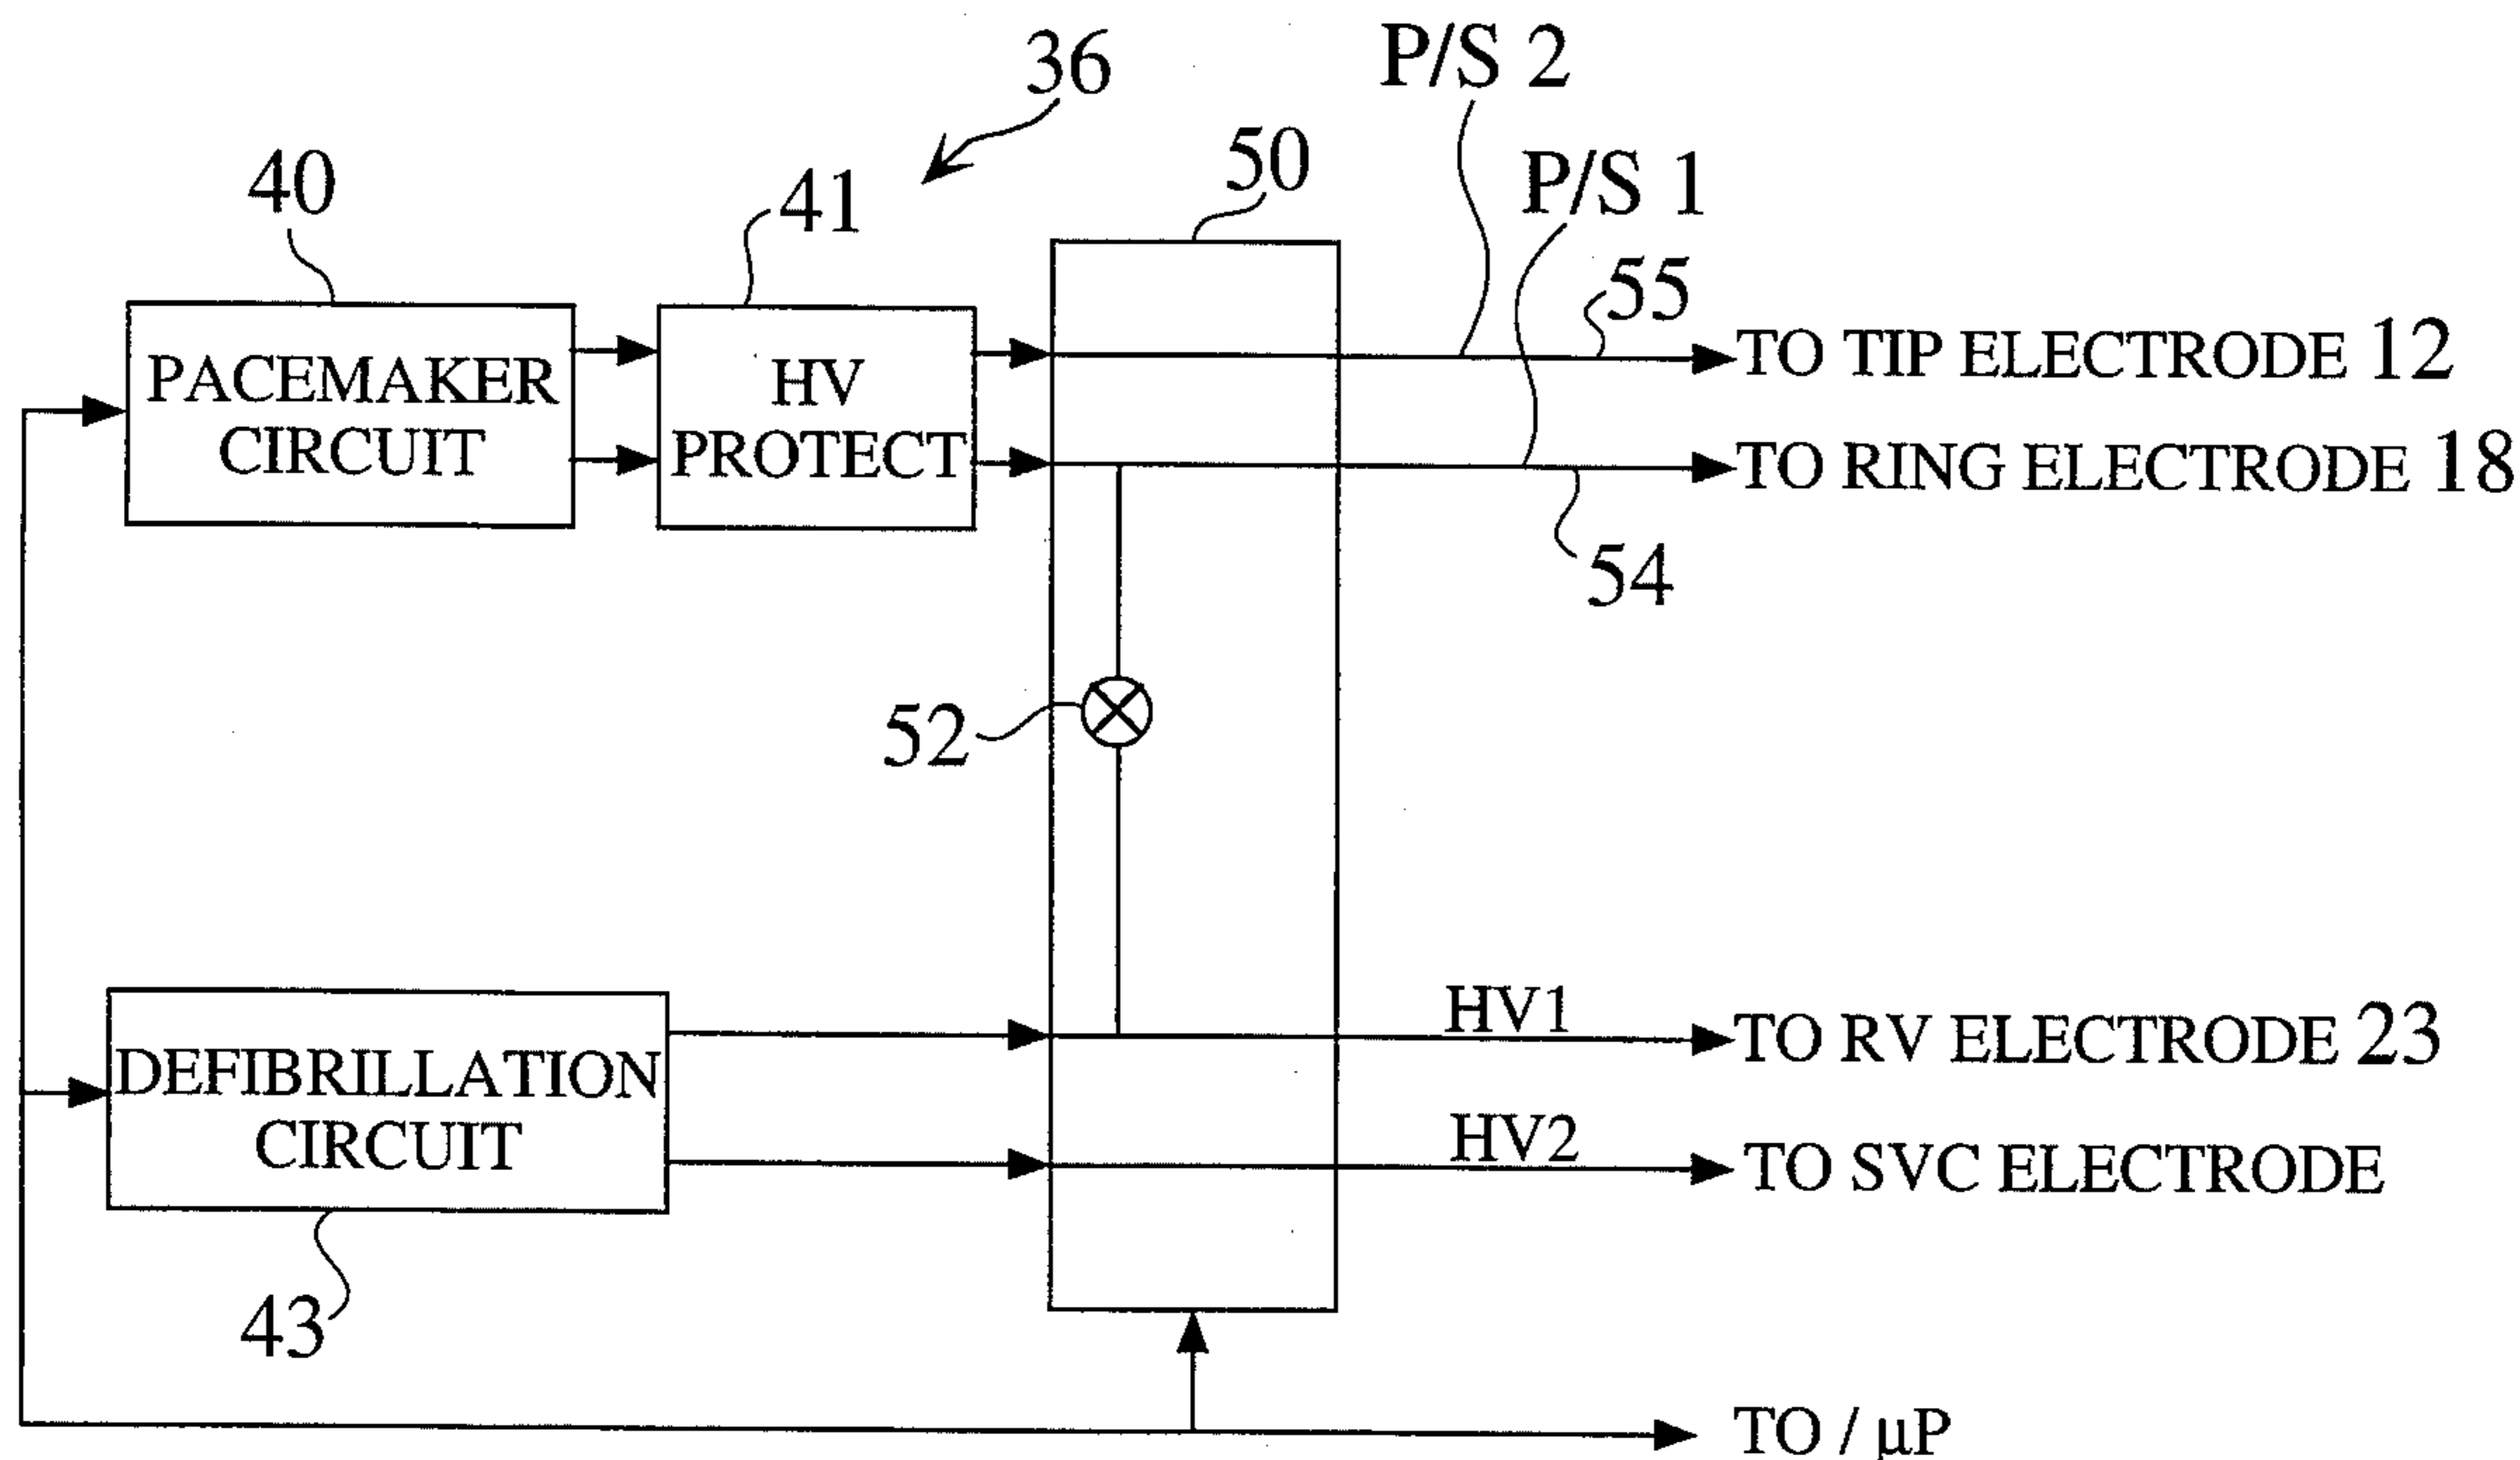 36
P/S 2
50
P/S 1
40
41
55
PACEMAKER
CIRCUIT
HV
PROTECT
TO TIP ELECTRODE 12
TO RING ELECTRODE 18
54
52
DEFIBRILLATION
CIRCUIT
HV1
TO RV ELECTRODE 23
HV2
TO SVC ELECTRODE
43
TO / μP